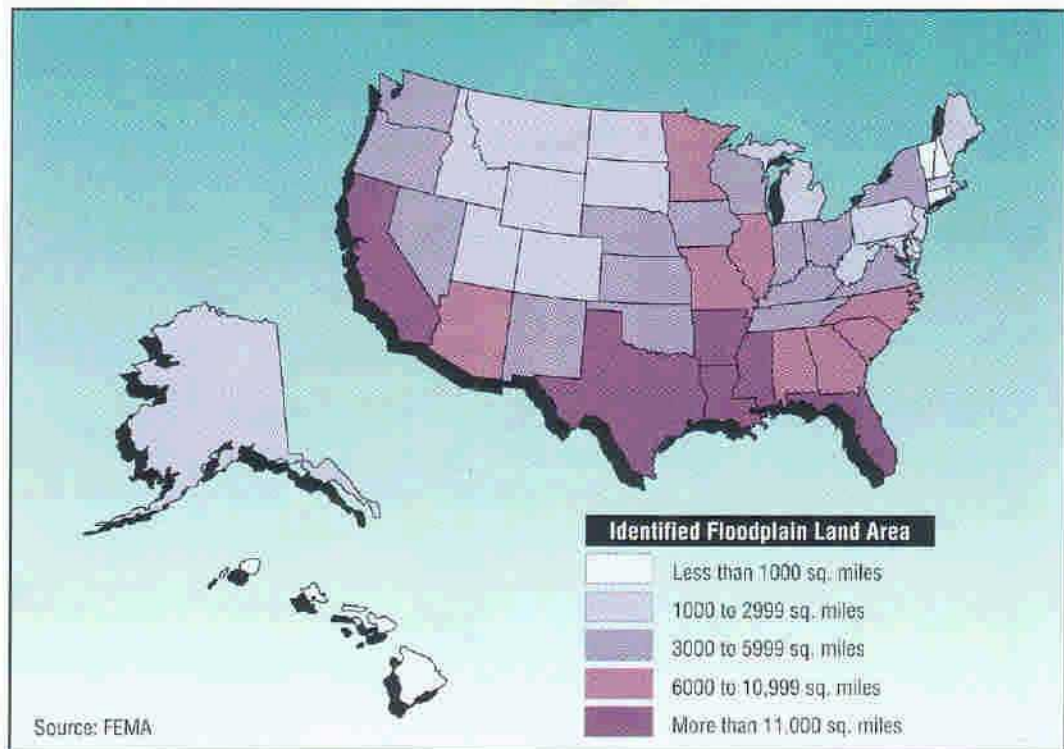 Identified Floodplain Land Area
Less than 1000 sq. miles
1000 to 2999 sq. miles
3000 to 5999 sq. miles
6000 to 10,999 sq. miles
More than 11,000 sq. miles
Source: FEMA